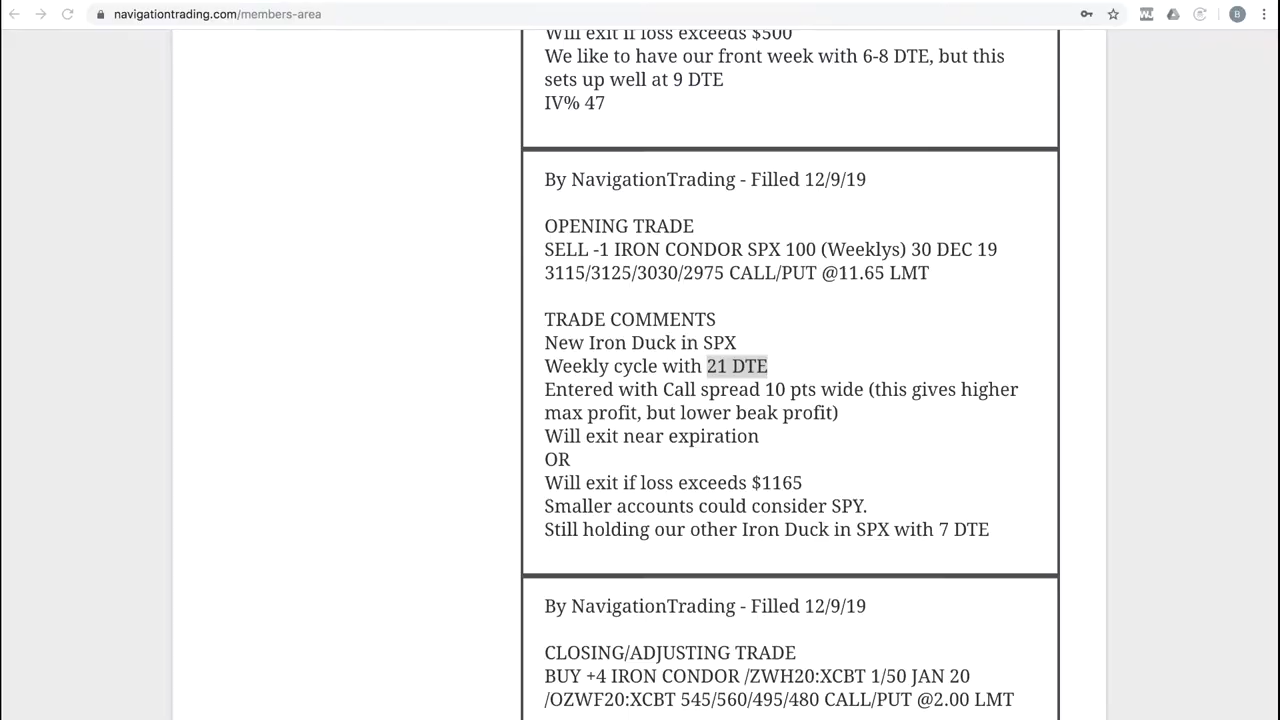 navigationtrading.com/members-area
B
Will exit if loss exceeds $500
We like to have our front week with 6-8 DTE, but this
sets up well at 9 DTE
IV% 47
By NavigationTrading - Filled 12/9/19
OPENING TRADE
SELL -1 IRON CONDOR SPX 100 (Weeklys) 30 DEC 19
3115/3125/3030/2975 CALL/PUT @11.65 LMT
TRADE COMMENTS
New Iron Duck in SPX
Weekly cycle with 21 DTE
Entered with Call spread 10 pts wide (this gives higher
max profit, but lower beak profit)
Will exit near expiration
OR
Will exit if loss exceeds $1165
Smaller accounts could consider SPY.
Still holding our other Iron Duck in SPX with 7 DTE
By NavigationTrading - Filled 12/9/19
CLOSING/ADJUSTING TRADE
BUY +4 IRON CONDOR /ZWH20:XCBT 1/50 JAN 20
/OZWF20:XCBT 545/560/495/480 CALL/PUT @2.00 LMT